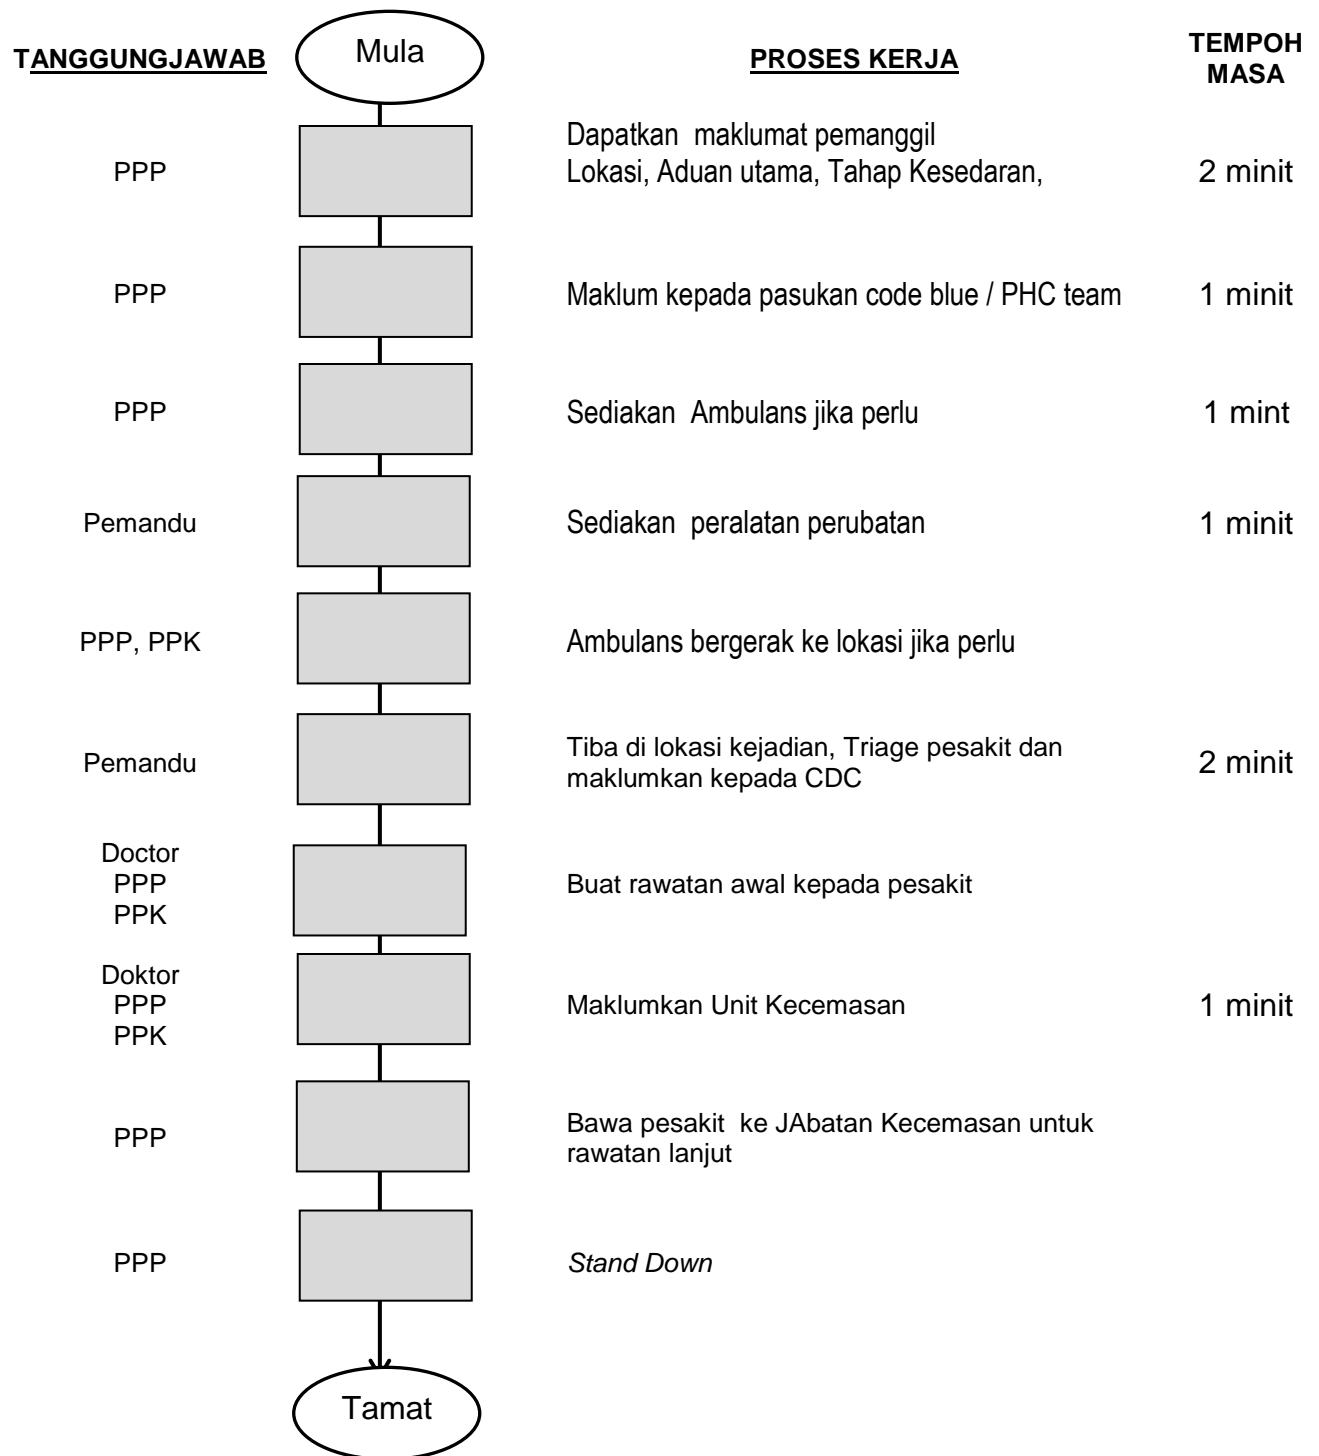 TANGGUNGJAWAB
Mula
PROSES KERJA
TEMPOH
MASA
PPP
Dapatkan maklumat pemanggil
Lokasi, Aduan utama, Tahap Kesedaran,
2 minit
PPP
Maklum kepada pasukan code blue / PHC team
1 minit
PPP
Sediakan Ambulans jika perlu
1 mint
Pemandu
Sediakan peralatan perubatan
1 minit
PPP, PPK
Ambulans bergerak ke lokasi jika perlu
Pemandu
Tiba di lokasi kejadian, Triage pesakit dan
maklumkan kepada CDC
2 minit
Doctor
PPP
PPK
Buat rawatan awal kepada pesakit
Doktor
PPP
PPK
Maklumkan Unit Kecemasan
1 minit
PPP
Bawa pesakit ke JAbatan Kecemasan untuk
rawatan lanjut
PPP
Stand Down
Tamat